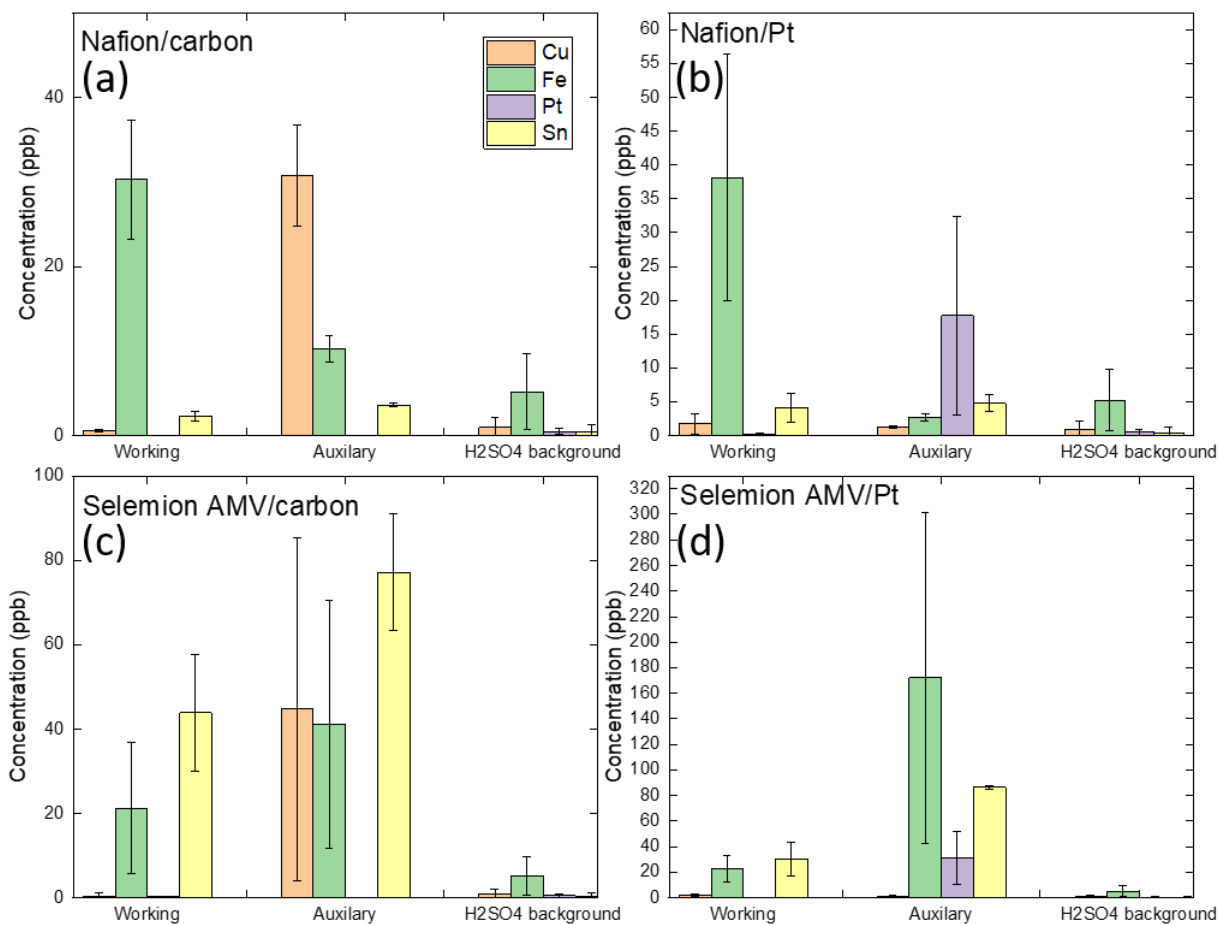 Nafion/carbon
(a)
Cu
Fe
Pt
Sn
Concentration (ppb)
40
20
0
Working
Auxilary
H2SO4 background
Nafion/Pt
(b)
Concentration (ppb)
60
55
50
45
40
35
30
25
20
15
10
5
0
Working
Auxilary
H2SO4 background
Selemion AMV/carbon
(c)
Concentration (ppb)
100
80
60
40
20
0
Working
Auxilary
H2SO4 background
Selemion AMV/Pt
(d)
Concentration (ppb)
320
300
280
260
240
220
200
180
160
140
120
100
80
60
40
20
0
Working
Auxilary
H2SO4 background